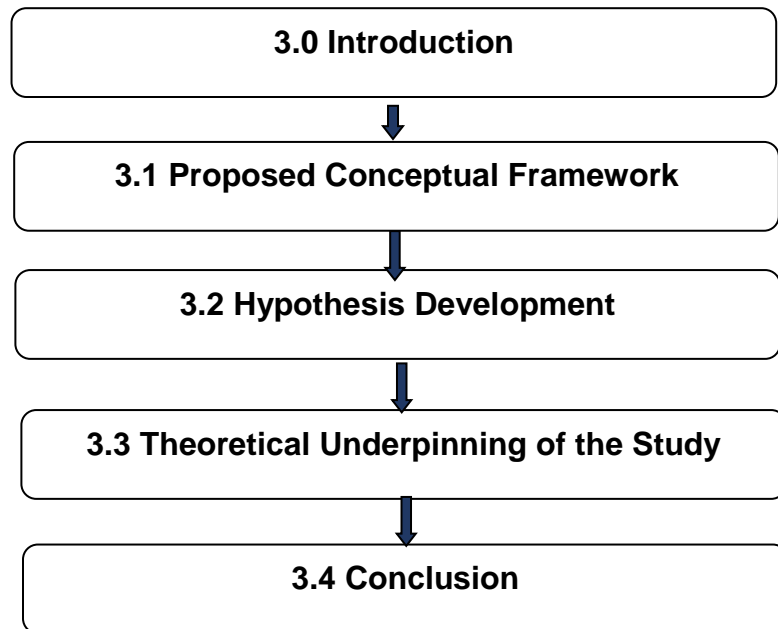 3.0 Introduction
3.1 Proposed Conceptual Framework
3.2 Hypothesis Development
3.3 Theoretical Underpinning of the Study
3.4 Conclusion